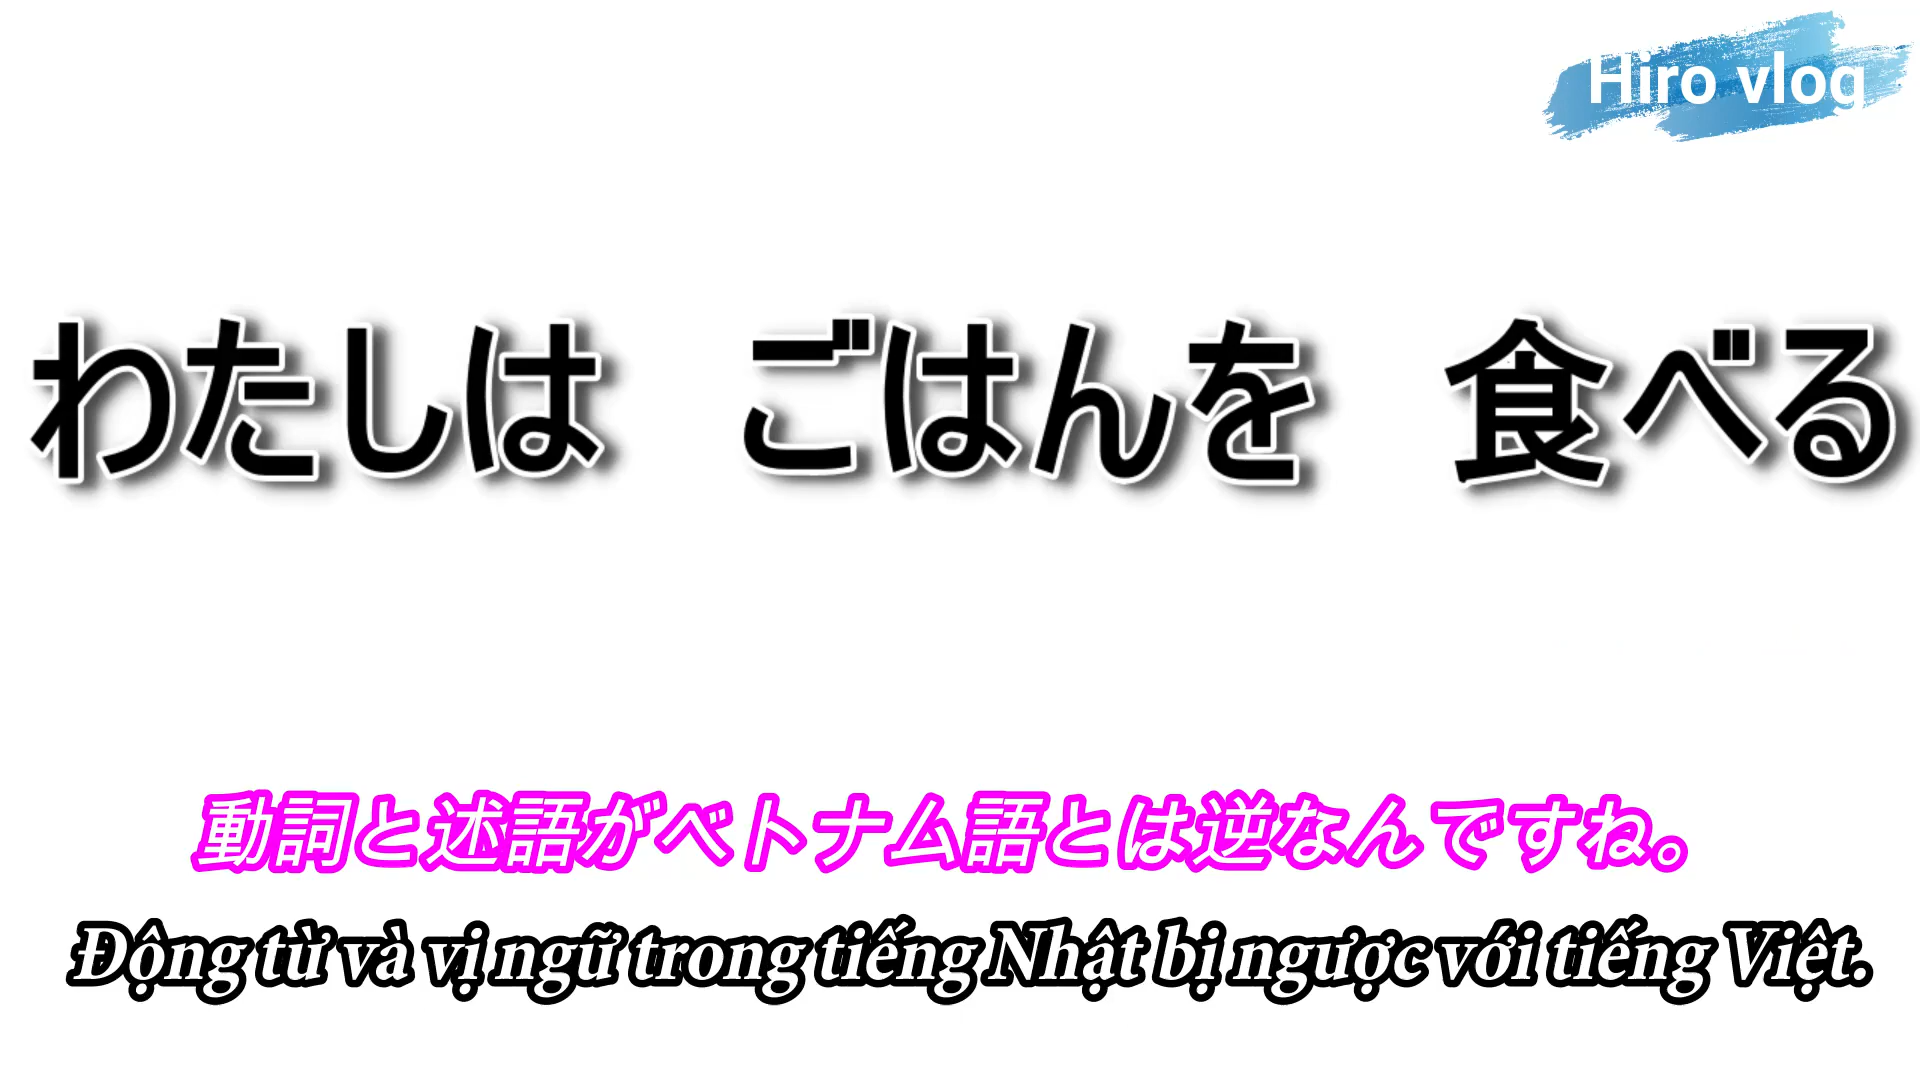 Hiro vlog
わたしは ごはんを 食べる
動詞と述語がベトナム語とは逆なんですね。
Động từ và vị ngữ trong tiếng Nhật bị ngược với tiếng Việt.